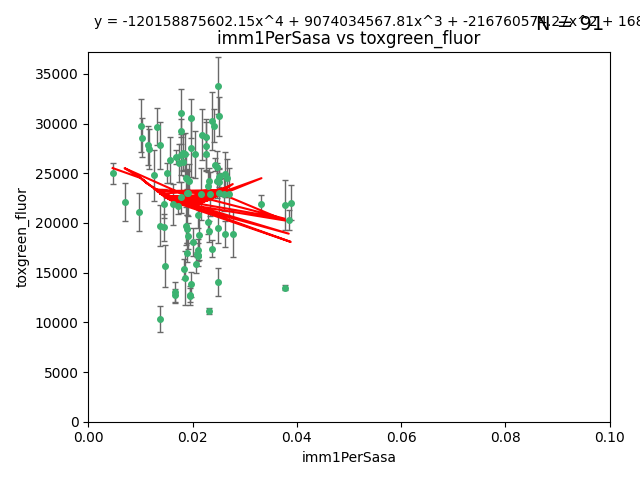 y = -120158875602.15x^4 + 9074034567.81x^3 + + 168
N = 91
imm1PerSasa vs toxgreen_fluor
35000
30000
25000
20000
15000
10000
5000
0
toxgreen_fluor
0.00 0.02 0.04 0.06 0.08 0.10
imm1PerSasa